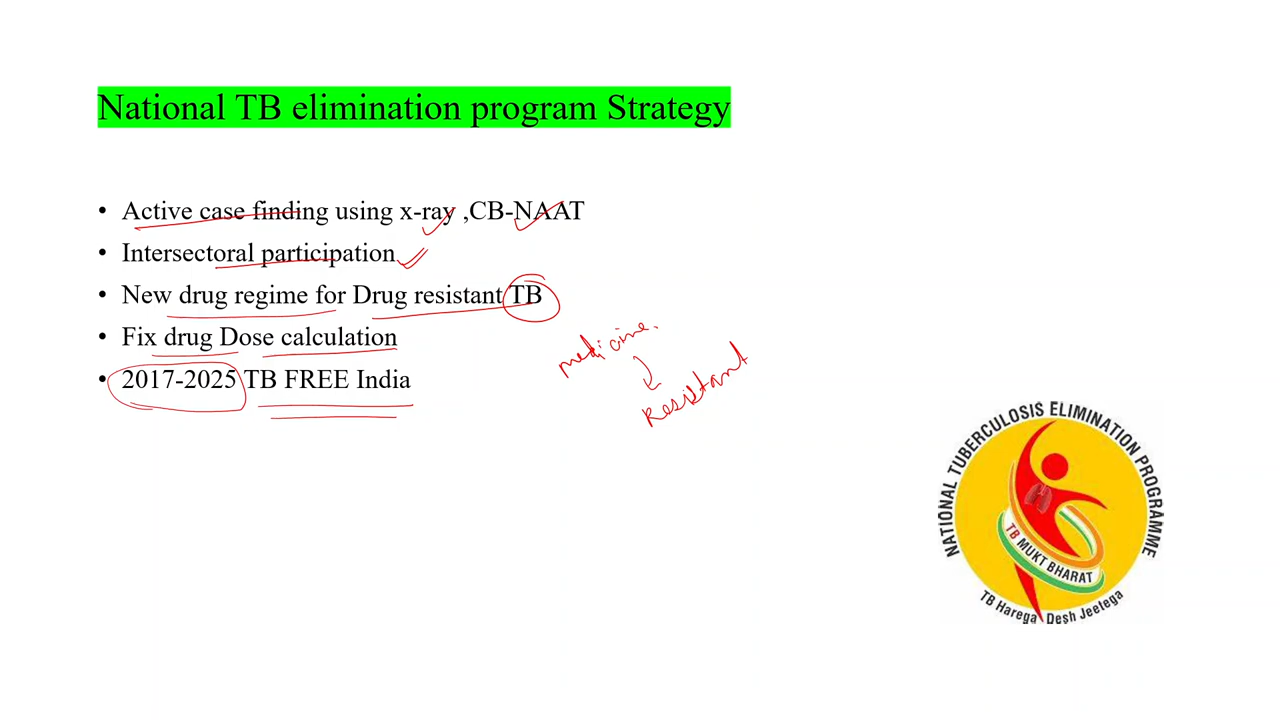 National TB elimination program Strategy
• Active case finding using x-ray ,CB-NAAT
• Intersectoral participation
• New drug regime for Drug resistant TB
• Fix drug Dose calculation
• 2017-2025 TB FREE India
medicine.
Resistant
NATIONAL TUBERCULOSIS ELIMINATION PROGRAMME
TB MUKT BHARAT
TB Harega Desh Jeetega